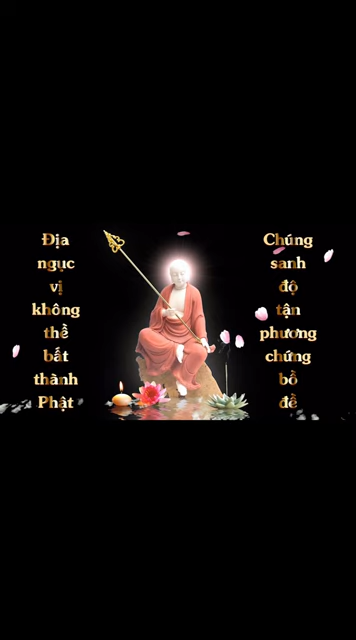 Địa
ngục
vị
không
thề
bất
thành
Phật
Chúng
sanh
độ
tận
phương
chứng
bồ
đề